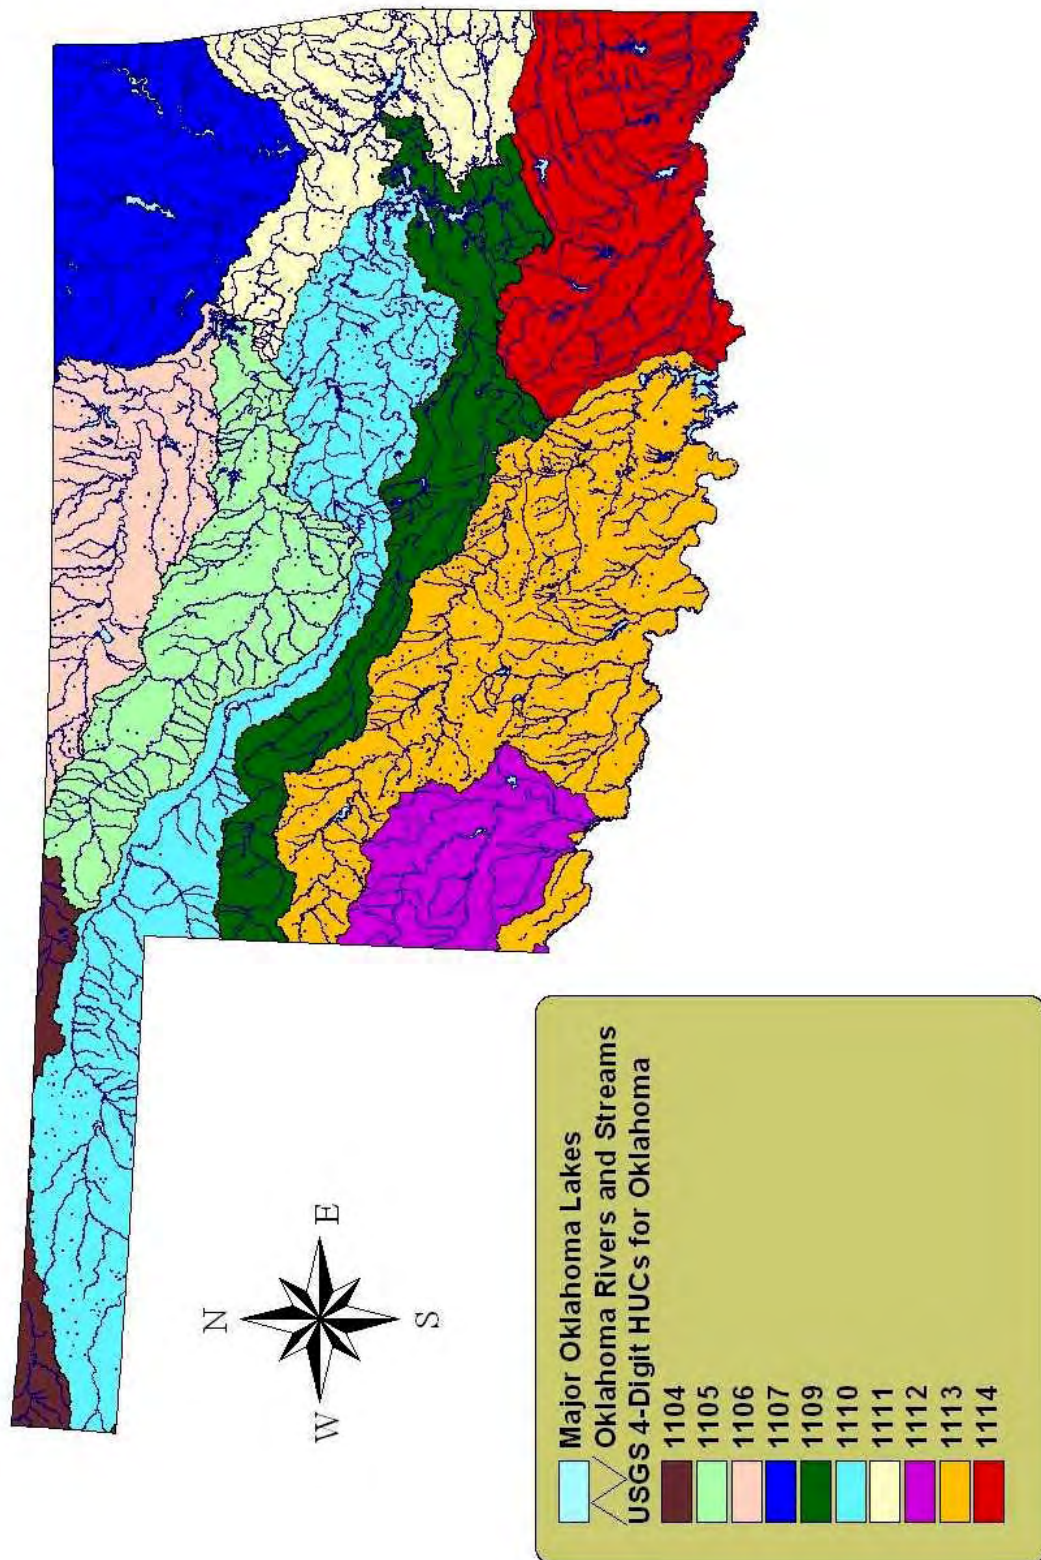 N
W
E
S
Major Oklahoma Lakes
Oklahoma Rivers and Streams
USGS 4-Digit HUCs for Oklahoma
1104
1105
1106
1107
1109
1110
1111
1112
1113
1114